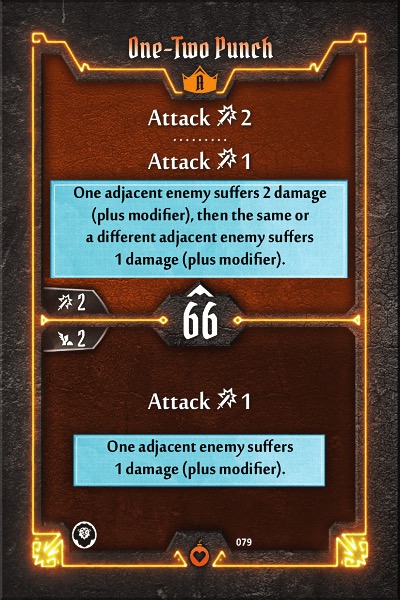 One-Two Punch
A
Attack 2
Attack 1
One adjacent enemy suffers 2 damage
(plus modifier), then the same or
a different adjacent enemy suffers
1 damage (plus modifier).
2
66
2
Attack 1
One adjacent enemy suffers
1 damage (plus modifier).
079